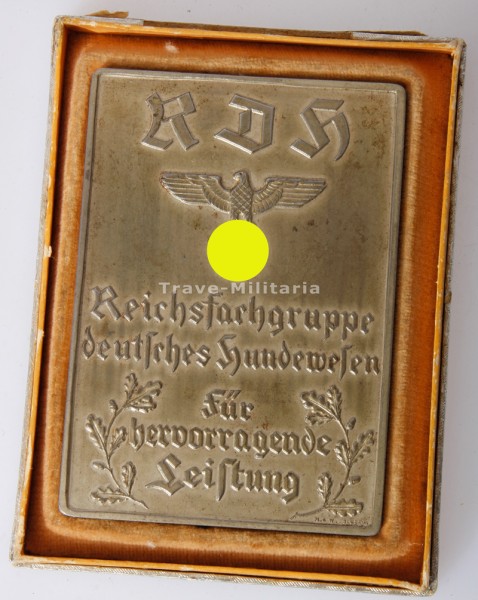 RDH
Trave-Militaria
Reichsfachgruppe
deutsches Hundewesen
Für
hervorragende
Leistung